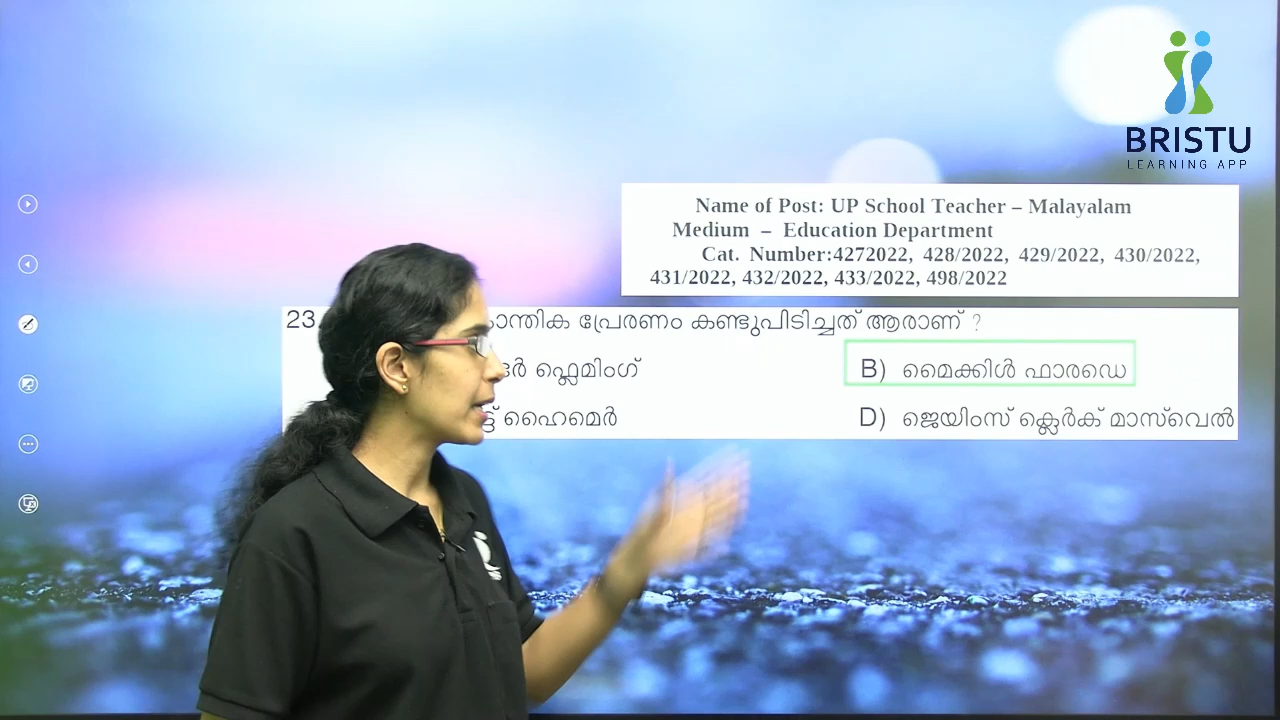 BRISTU
LEARNING APP
Name of Post: UP School Teacher – Malayalam
Medium – Education Department
Cat. Number:4272022, 428/2022, 429/2022, 430/2022,
431/2022, 432/2022, 433/2022, 498/2022
23. പ്രേരണം കണ്ടുപിടിച്ചത് ആരാണ് ?
ഫ്ലെമിംഗ്
B) മൈക്കിൾ ഫാരഡെ
ഹൈമെർ
D) ജെയിംസ് ക്ലെർക് മാസ്‌വെൽ